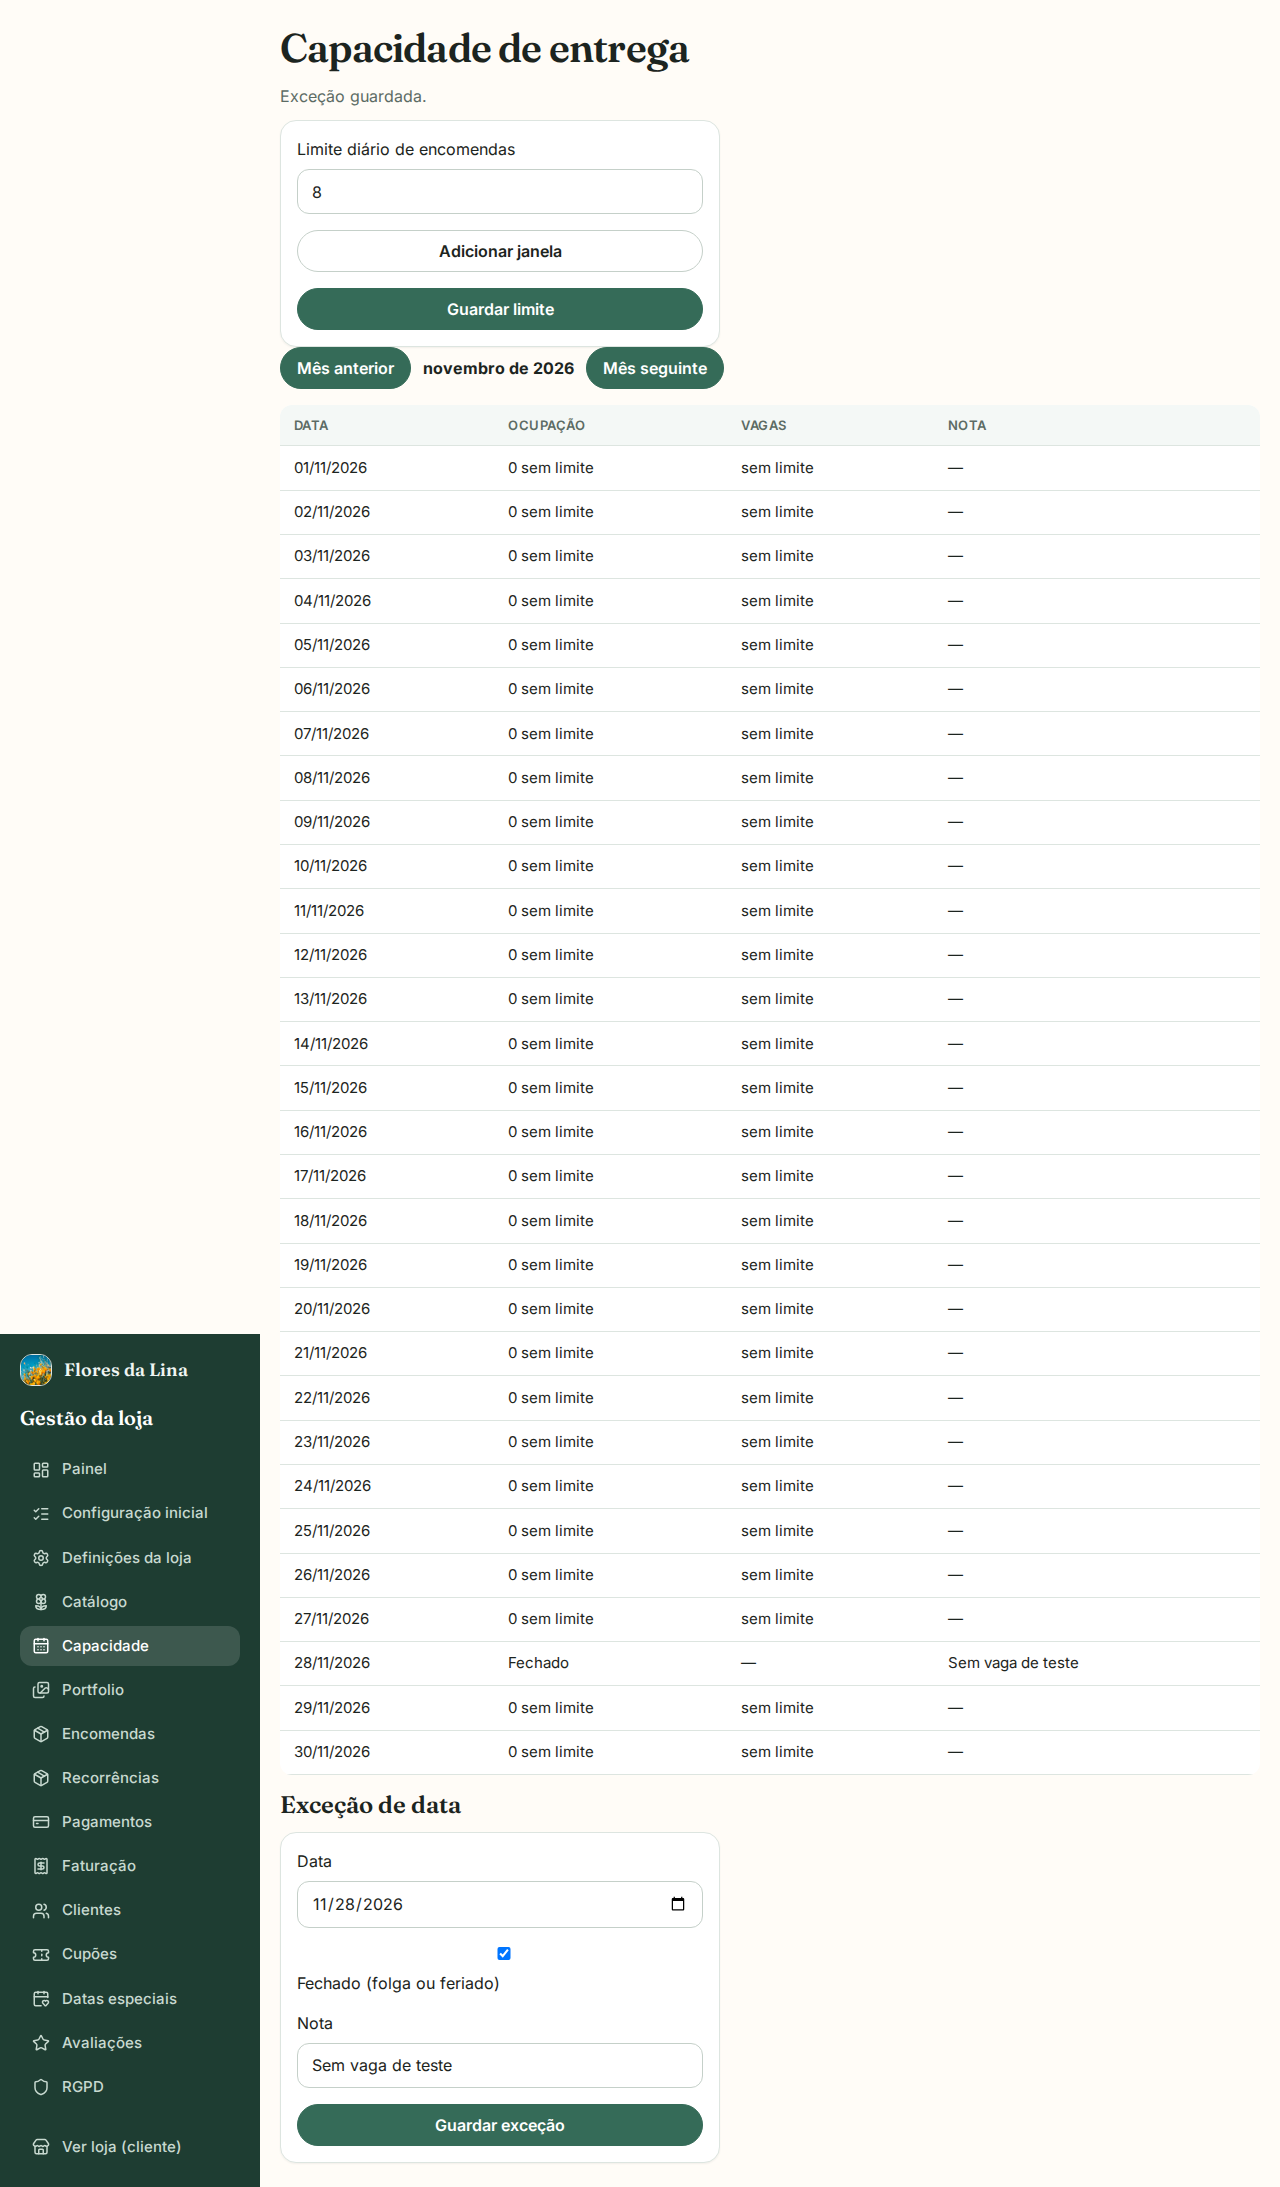 Capacidade de entrega
Exceção guardada.
Limite diário de encomendas
8
Adicionar janela
Guardar limite
Mês anterior novembro de 2026 Mês seguinte
DATA OCUPAÇÃO VAGAS NOTA
01/11/2026 0 sem limite sem limite —
02/11/2026 0 sem limite sem limite —
03/11/2026 0 sem limite sem limite —
04/11/2026 0 sem limite sem limite —
05/11/2026 0 sem limite sem limite —
06/11/2026 0 sem limite sem limite —
07/11/2026 0 sem limite sem limite —
08/11/2026 0 sem limite sem limite —
09/11/2026 0 sem limite sem limite —
10/11/2026 0 sem limite sem limite —
11/11/2026 0 sem limite sem limite —
12/11/2026 0 sem limite sem limite —
13/11/2026 0 sem limite sem limite —
14/11/2026 0 sem limite sem limite —
15/11/2026 0 sem limite sem limite —
16/11/2026 0 sem limite sem limite —
17/11/2026 0 sem limite sem limite —
18/11/2026 0 sem limite sem limite —
19/11/2026 0 sem limite sem limite —
20/11/2026 0 sem limite sem limite —
21/11/2026 0 sem limite sem limite —
22/11/2026 0 sem limite sem limite —
23/11/2026 0 sem limite sem limite —
24/11/2026 0 sem limite sem limite —
25/11/2026 0 sem limite sem limite —
26/11/2026 0 sem limite sem limite —
27/11/2026 0 sem limite sem limite —
28/11/2026 Fechado — Sem vaga de teste
29/11/2026 0 sem limite sem limite —
30/11/2026 0 sem limite sem limite —
Exceção de data
Data
11/28/2026
Fechado (folga ou feriado)
Nota
Sem vaga de teste
Guardar exceção
Flores da Lina
Gestão da loja
Painel
Configuração inicial
Definições da loja
Catálogo
Capacidade
Portfolio
Encomendas
Recorrências
Pagamentos
Faturação
Clientes
Cupões
Datas especiais
Avaliações
RGPD
Ver loja (cliente)